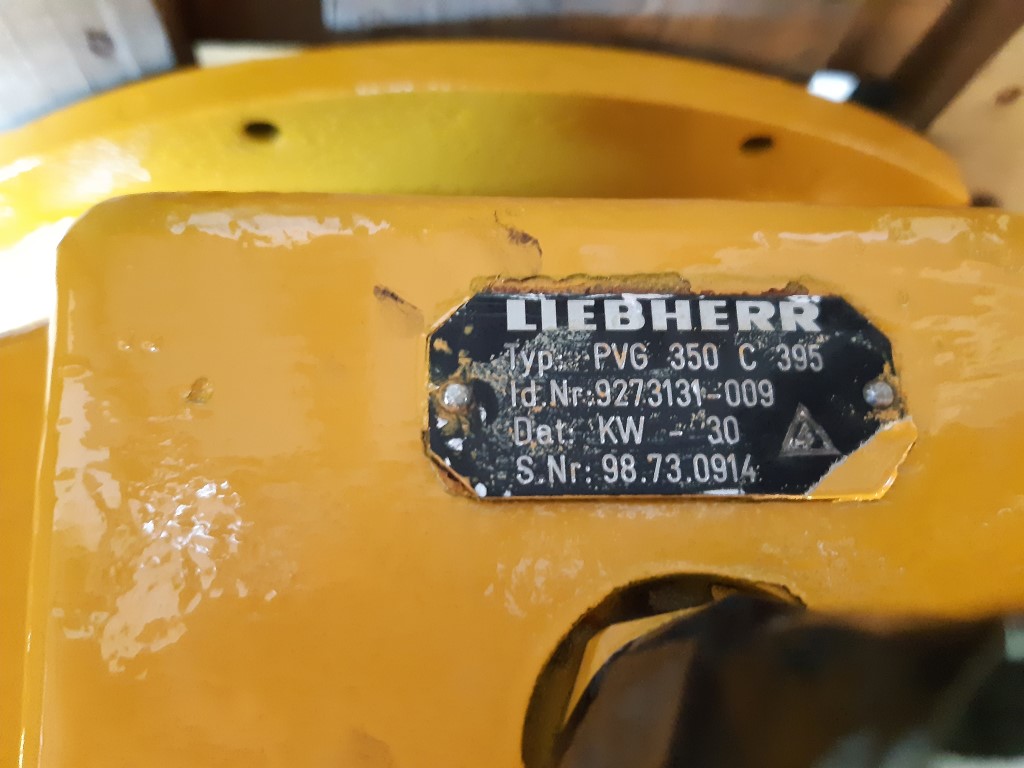 LIEBHERR
Typ. PVG 350 C 395
Id.Nr.9273131-009
Dat: KW - 30
S.Nr: 98.73.0914